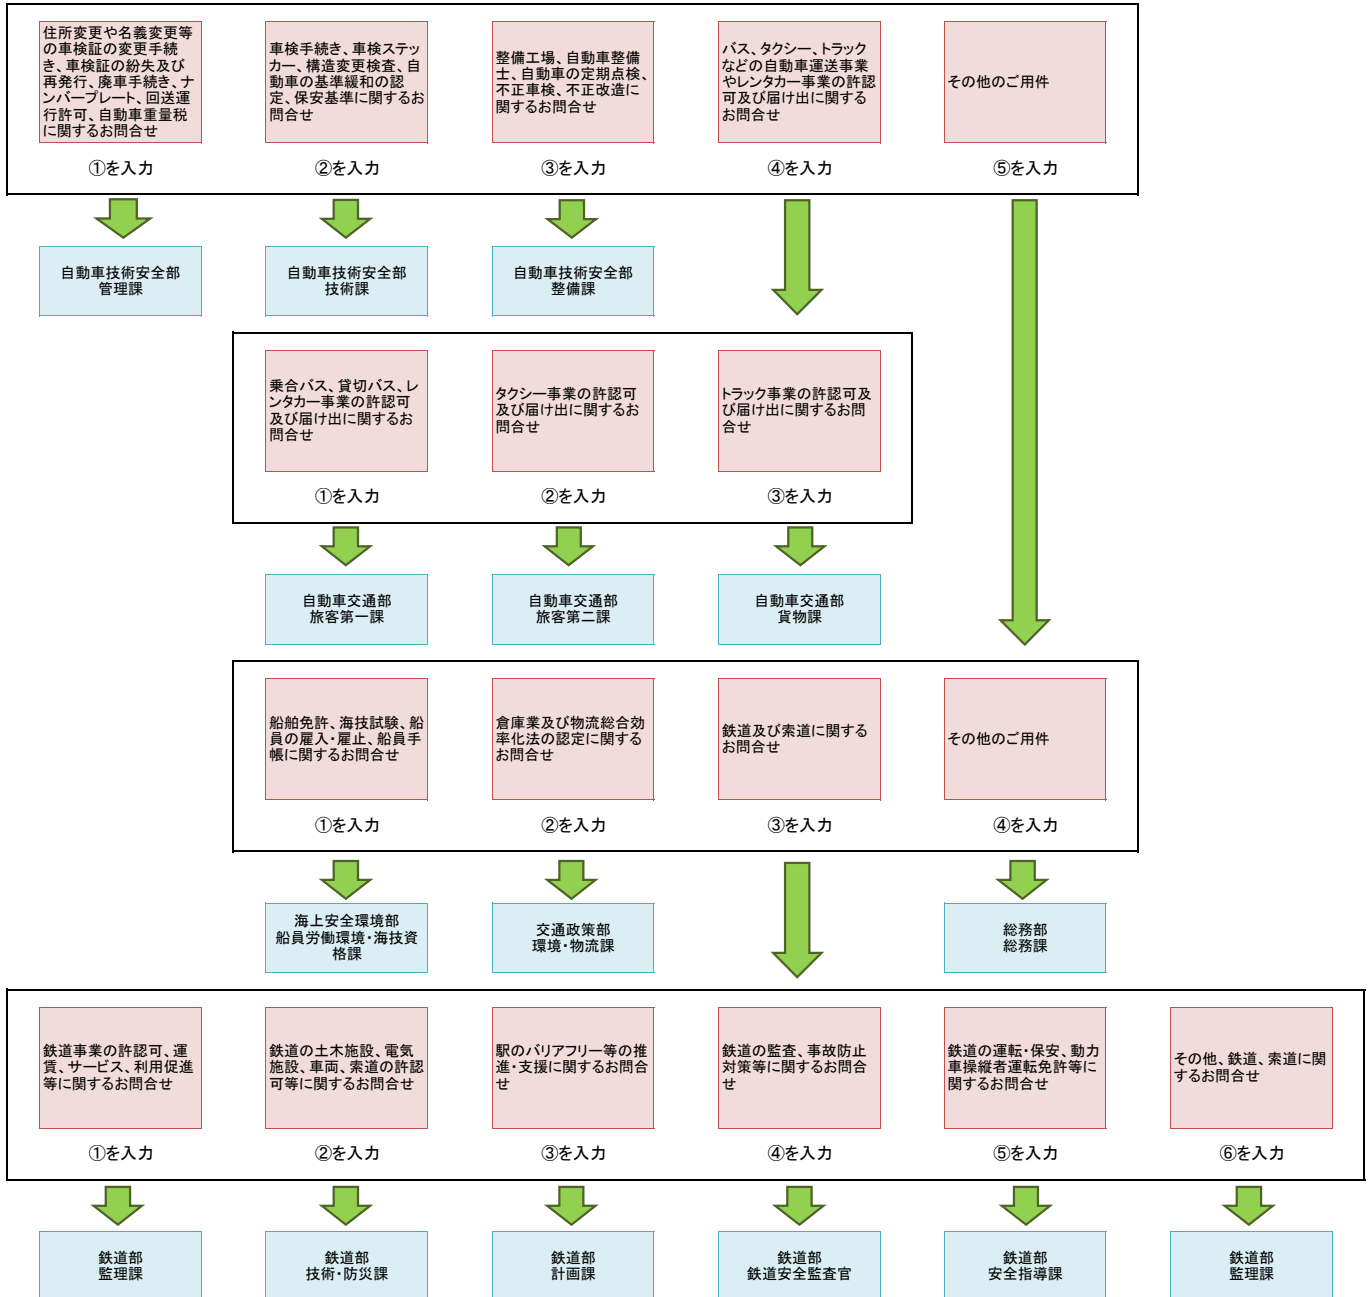 住所変更や名義変更等
の車検証の変更手続
き、車検証の紛失及び
再発行、廃車手続き、ナ
ンバープレート、回送運
行許可、自動車重量税
に関するお問合せ
①を入力
車検手続き、車検ステッ
カー、構造変更検査、自
動車の基準緩和の認
定、保安基準に関するお
問合せ
②を入力
整備工場、自動車整備
士、自動車の定期点検、
不正車検、不正改造に
関するお問合せ
③を入力
バス、タクシー、トラック
などの自動車運送事業
やレンタカー事業の許認
可及び届け出に関する
お問合せ
④を入力
その他のご用件
⑤を入力
自動車技術安全部
管理課
自動車技術安全部
技術課
自動車技術安全部
整備課
乗合バス、貸切バス、レ
ンタカー事業の許認可
及び届け出に関するお
問合せ
①を入力
タクシー事業の許認可
及び届け出に関するお
問合せ
②を入力
トラック事業の許認可及
び届け出に関するお問
合せ
③を入力
自動車交通部
旅客第一課
自動車交通部
旅客第二課
自動車交通部
貨物課
船舶免許、海技試験、船
員の雇入・雇止、船員手
帳に関するお問合せ
①を入力
倉庫業及び物流総合効
率化法の認定に関する
お問合せ
②を入力
鉄道及び索道に関する
お問合せ
③を入力
その他のご用件
④を入力
海上安全環境部
船員労働環境・海技資
格課
交通政策部
環境・物流課
総務部
総務課
鉄道事業の許認可、運
賃、サービス、利用促進
等に関するお問合せ
①を入力
鉄道の土木施設、電気
施設、車両、索道の許認
可等に関するお問合せ
②を入力
駅のバリアフリー等の推
進・支援に関するお問合
せ
③を入力
鉄道の監査、事故防止
対策等に関するお問合
せ
④を入力
鉄道の運転・保安、動力
車操縦者運転免許等に
関するお問合せ
⑤を入力
その他、鉄道、索道に関
するお問合せ
⑥を入力
鉄道部
監理課
鉄道部
技術・防災課
鉄道部
計画課
鉄道部
鉄道安全監査官
鉄道部
安全指導課
鉄道部
監理課